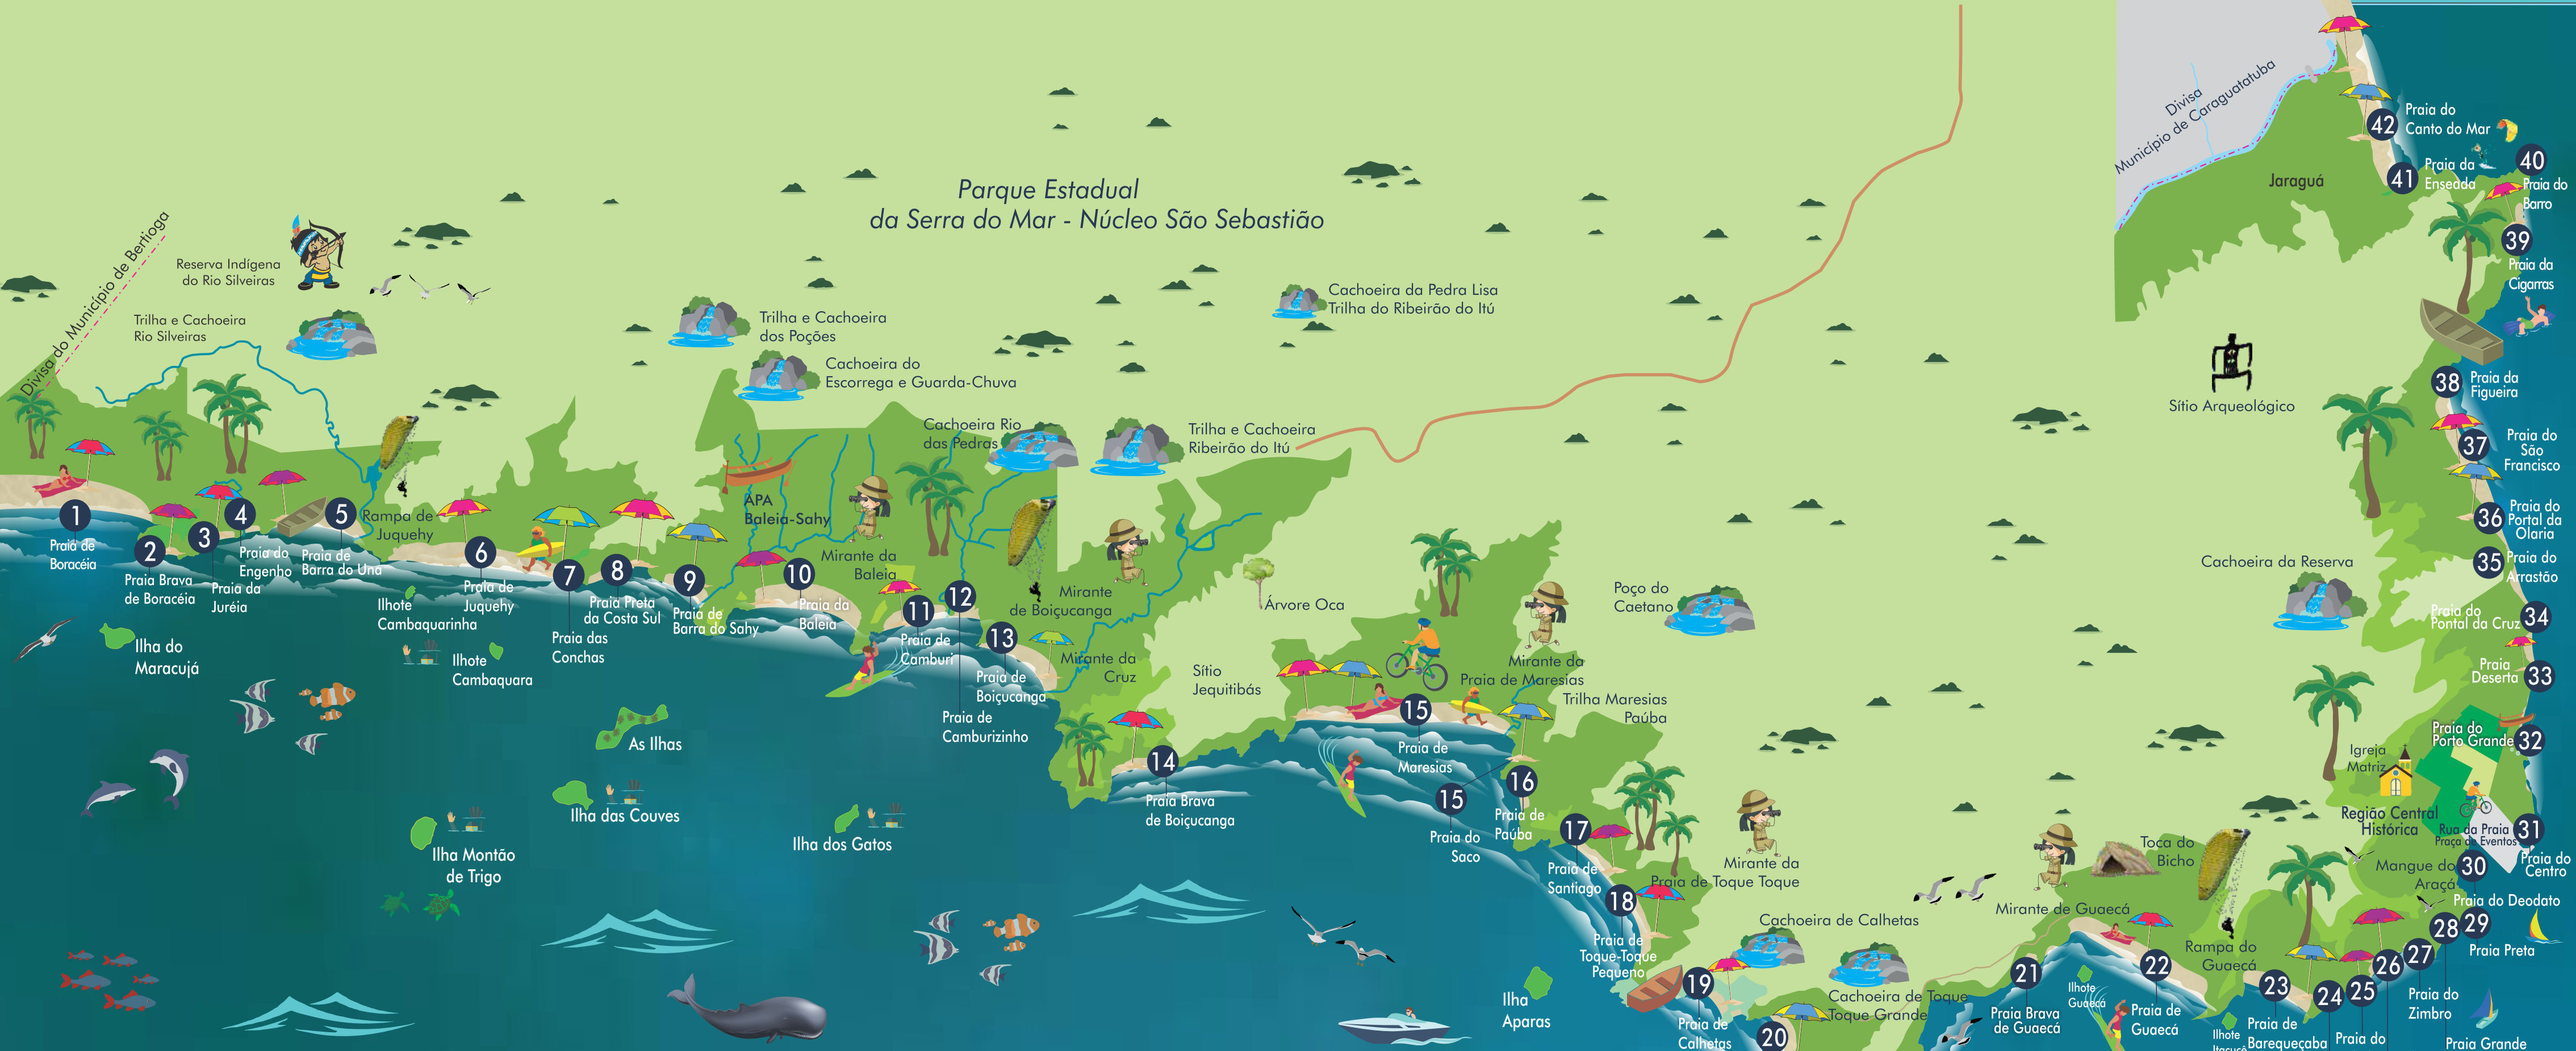 Parque Estadual
da Serra do Mar - Núcleo São Sebastião
Divisa do Município de Bertioga
Reserva Indígena
do Rio Silveiras
Trilha e Cachoeira
Rio Silveiras
Trilha e Cachoeira
dos Poções
Cachoeira do
Escorrega e Guarda-Chuva
Cachoeira Rio
das Pedras
Trilha e Cachoeira
Ribeirão do Itú
Cachoeira da Pedra Lisa
Trilha do Ribeirão do Itú
1
Praia de
Boracéia
2
Praia Brava
de Boracéia
3
Praia da
Juréia
4
Praia do
Engenho
5
Praia de
Barra do Una
Rampa de
Juquehy
6
Praia de
Juquehy
7
Praia das
Conchas
8
Praia Preta
da Costa Sul
9
Praia de
Barra do Sahy
APA
Baleia-Sahy
10
Praia da
Baleia
Mirante da
Baleia
11
Praia de
Camburi
12
Praia de
Camburizinho
13
Praia de
Boiçucanga
Mirante
de Boiçucanga
Mirante da
Cruz
14
Praia Brava
de Boiçucanga
Sítio
Jequitibás
Árvore Oca
15
Praia de
Maresias
Mirante da
Praia de Maresias
Trilha Maresias
Paúba
15
Praia do
Saco
16
Praia de
Paúba
17
Praia de
Santiago
18
Praia de
Toque-Toque
Pequeno
Mirante da
Praia de Toque Toque
Poço do
Caetano
19
Praia de
Calhetas
Cachoeira de Calhetas
20
Cachoeira de Toque
Toque Grande
Ilha do
Maracujá
Ilhote
Cambaquarinha
Ilhote
Cambaquara
As Ilhas
Ilha das Couves
Ilha Montão
de Trigo
Ilha dos Gatos
Ilha
Aparas
21
Praia Brava
de Guaecá
Mirante de Guaecá
Ilhote
Guaecá
22
Praia de
Guaecá
Toca do
Bicho
Rampa do
Guaecá
Ilhote
23
Praia de
Barequeçaba
24
25
Praia do
26
27
Praia do
Zimbro
28
Praia Grande
29
Praia Preta
Praia do Deodato
30
Mangue do
Araçá
31
Praia do
Centro
Rua da Praia
Praça de Eventos
Região Central
Histórica
Igreja
Matriz
32
Praia do
Porto Grande
33
Praia
Deserta
34
Praia do
Pontal da Cruz
35
Praia do
Arrastão
36
Praia do
Portal da
Olaria
37
Praia do
São
Francisco
38
Praia da
Figueira
39
Praia da
Cigarras
40
Praia do
Barro
41
Praia da
Enseada
42
Praia do
Canto do Mar
Jaraguá
Divisa
Município de Caraguatatuba
Sítio Arqueológico
Cachoeira da Reserva